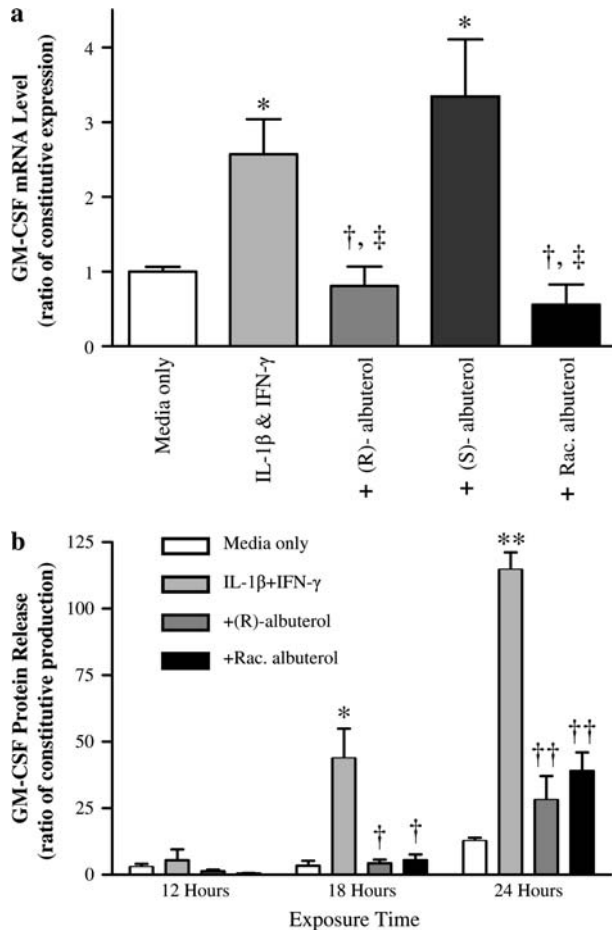 a
GM-CSF mRNA Level
(ratio of constitutive expression)
4
3
2
1
0
*
†, ‡
*
†, ‡
Media only
IL-1β & IFN-γ
+ (R)- albuterol
+ (S)- albuterol
+ Rac. albuterol
b
GM-CSF Protein Release
(ratio of constitutive production)
125
100
75
50
25
0
Media only
IL-1β+IFN-γ
+(R)-albuterol
+Rac. albuterol
*
†
†
**
††
††
12 Hours
18 Hours
24 Hours
Exposure Time